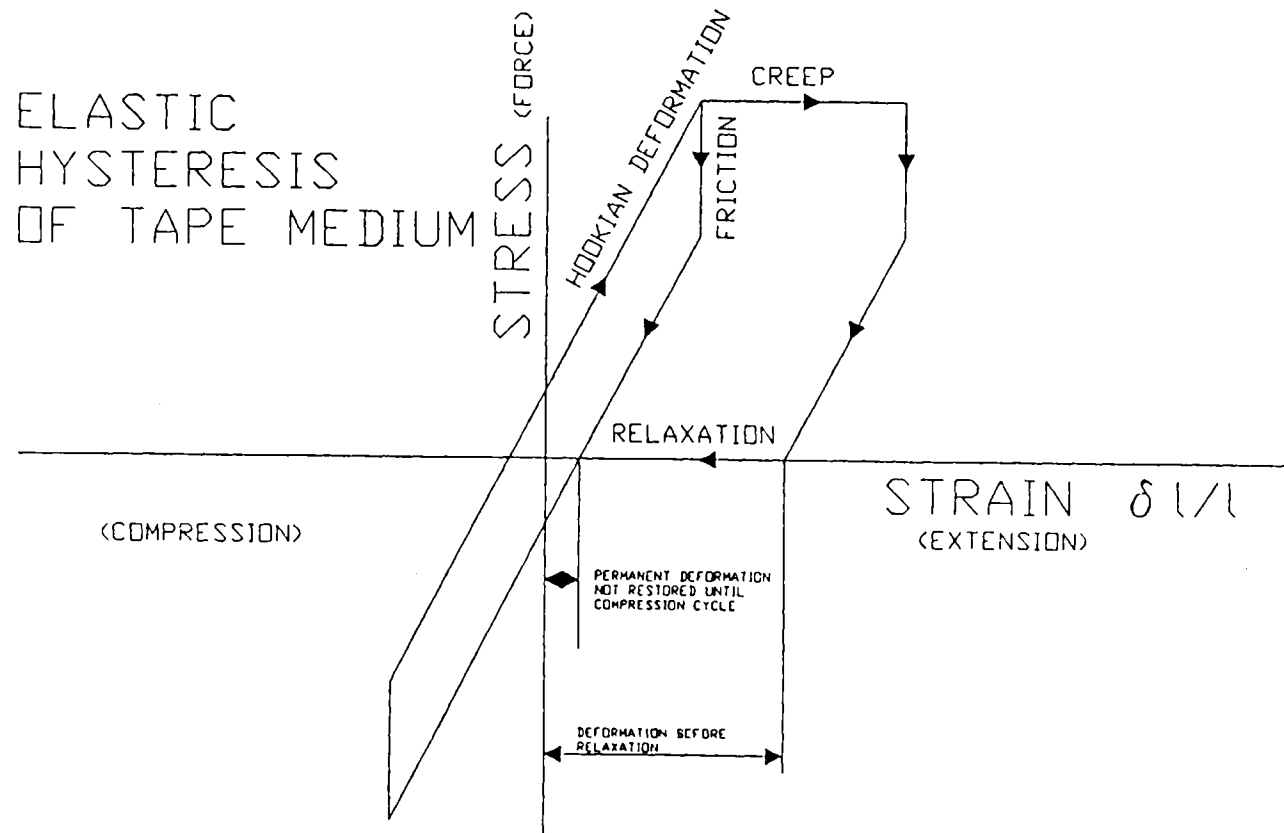 ELASTIC
HYSTERESIS
OF TAPE MEDIUM
STRESS (FORCE)
HOOKIAN DEFORMATION
CREEP
FRICTION
RELAXATION
STRAIN δ l/l
(EXTENSION)
(COMPRESSION)
PERMANENT DEFORMATION
NOT RESTORED UNTIL
COMPRESSION CYCLE
DEFORMATION BEFORE
RELAXATION